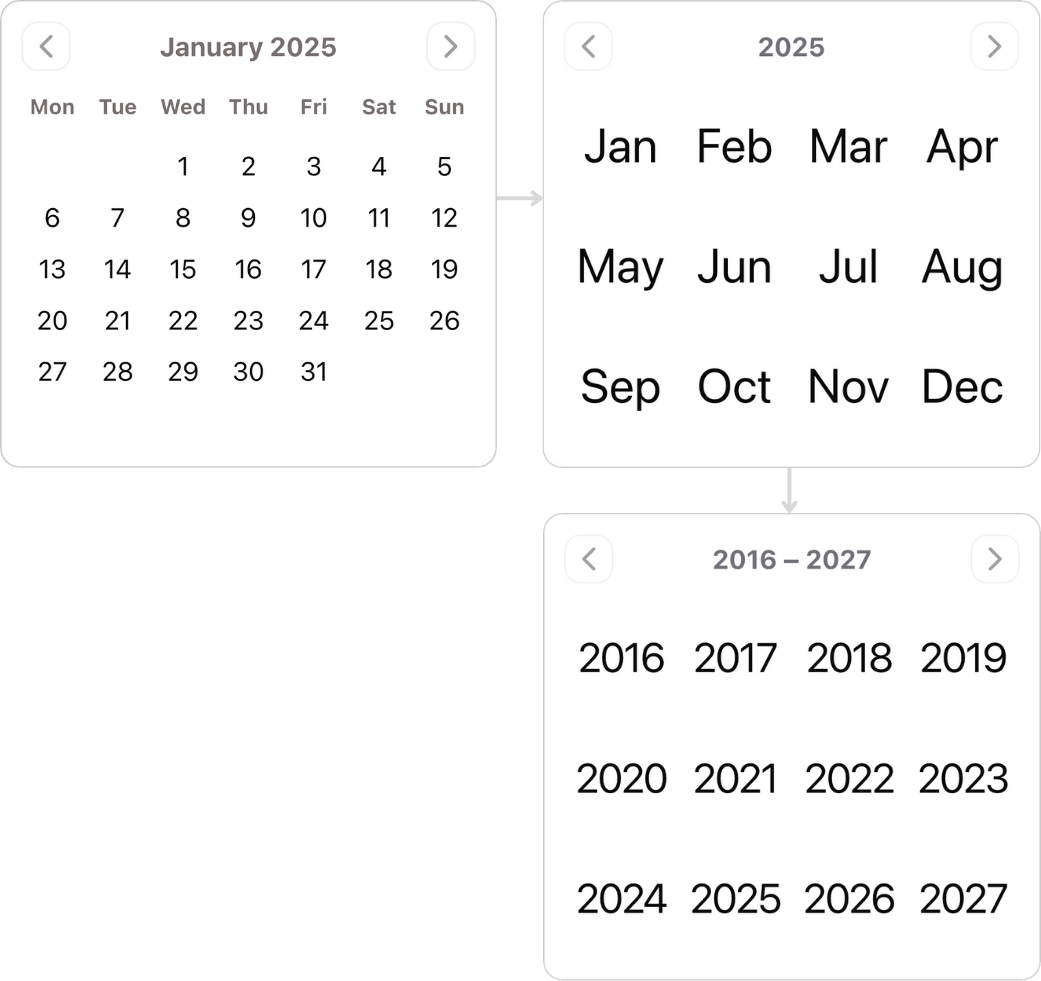 January 2025
Mon Tue Wed Thu Fri Sat Sun
1 2 3 4 5
6 7 8 9 10 11 12
13 14 15 16 17 18 19
20 21 22 23 24 25 26
27 28 29 30 31
2025
Jan Feb Mar Apr
May Jun Jul Aug
Sep Oct Nov Dec
2016 – 2027
2016 2017 2018 2019
2020 2021 2022 2023
2024 2025 2026 2027